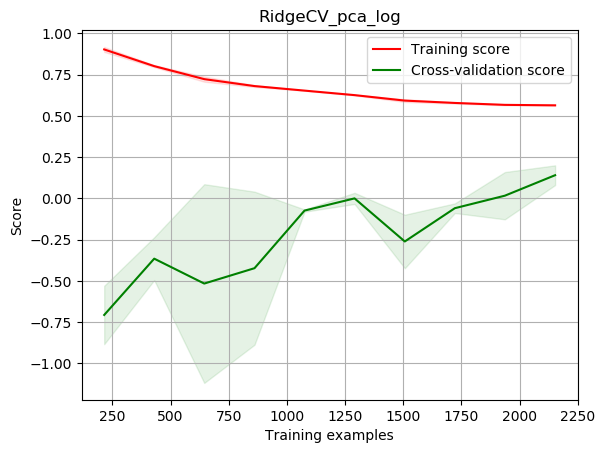 RidgeCV_pca_log
Training score
Cross-validation score
1.00
0.75
0.50
0.25
0.00
−0.25
−0.50
−0.75
−1.00
Score
250 500 750 1000 1250 1500 1750 2000 2250
Training examples